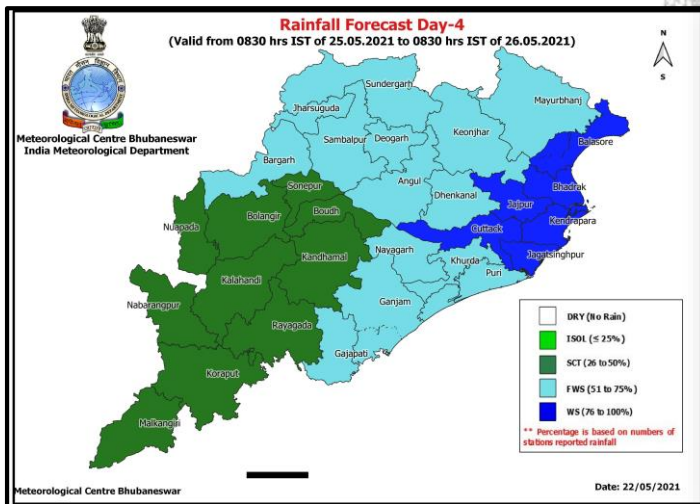 Rainfall Forecast Day-4
(Valid from 0830 hrs IST of 25.05.2021 to 0830 hrs IST of 26.05.2021)
N
S
Meteorological Centre Bhubaneswar
India Meteorological Department
Sundergarh
Jharsuguda
Mayurbhanj
Sambalpur
Deogarh
Keonjhar
Balasore
Bargarh
Angul
Sonepur
Bhadrak
Dhenkanal
Jajpur
Nuapada
Bolangir
Boudh
Kendrapara
Cuttack
Nayagarh
Jagatsinghpur
Kandhamal
Khurda
Puri
Kalahandi
Nabarangpur
Ganjam
Rayagada
Gajapati
Koraput
Malkangiri
DRY (No Rain)
ISOL (≤ 25%)
SCT (26 to 50%)
FWS (51 to 75%)
WS (76 to 100%)
** Percentage is based on numbers of
stations reported rainfall
Meteorological Centre Bhubaneswar
Date: 22/05/2021